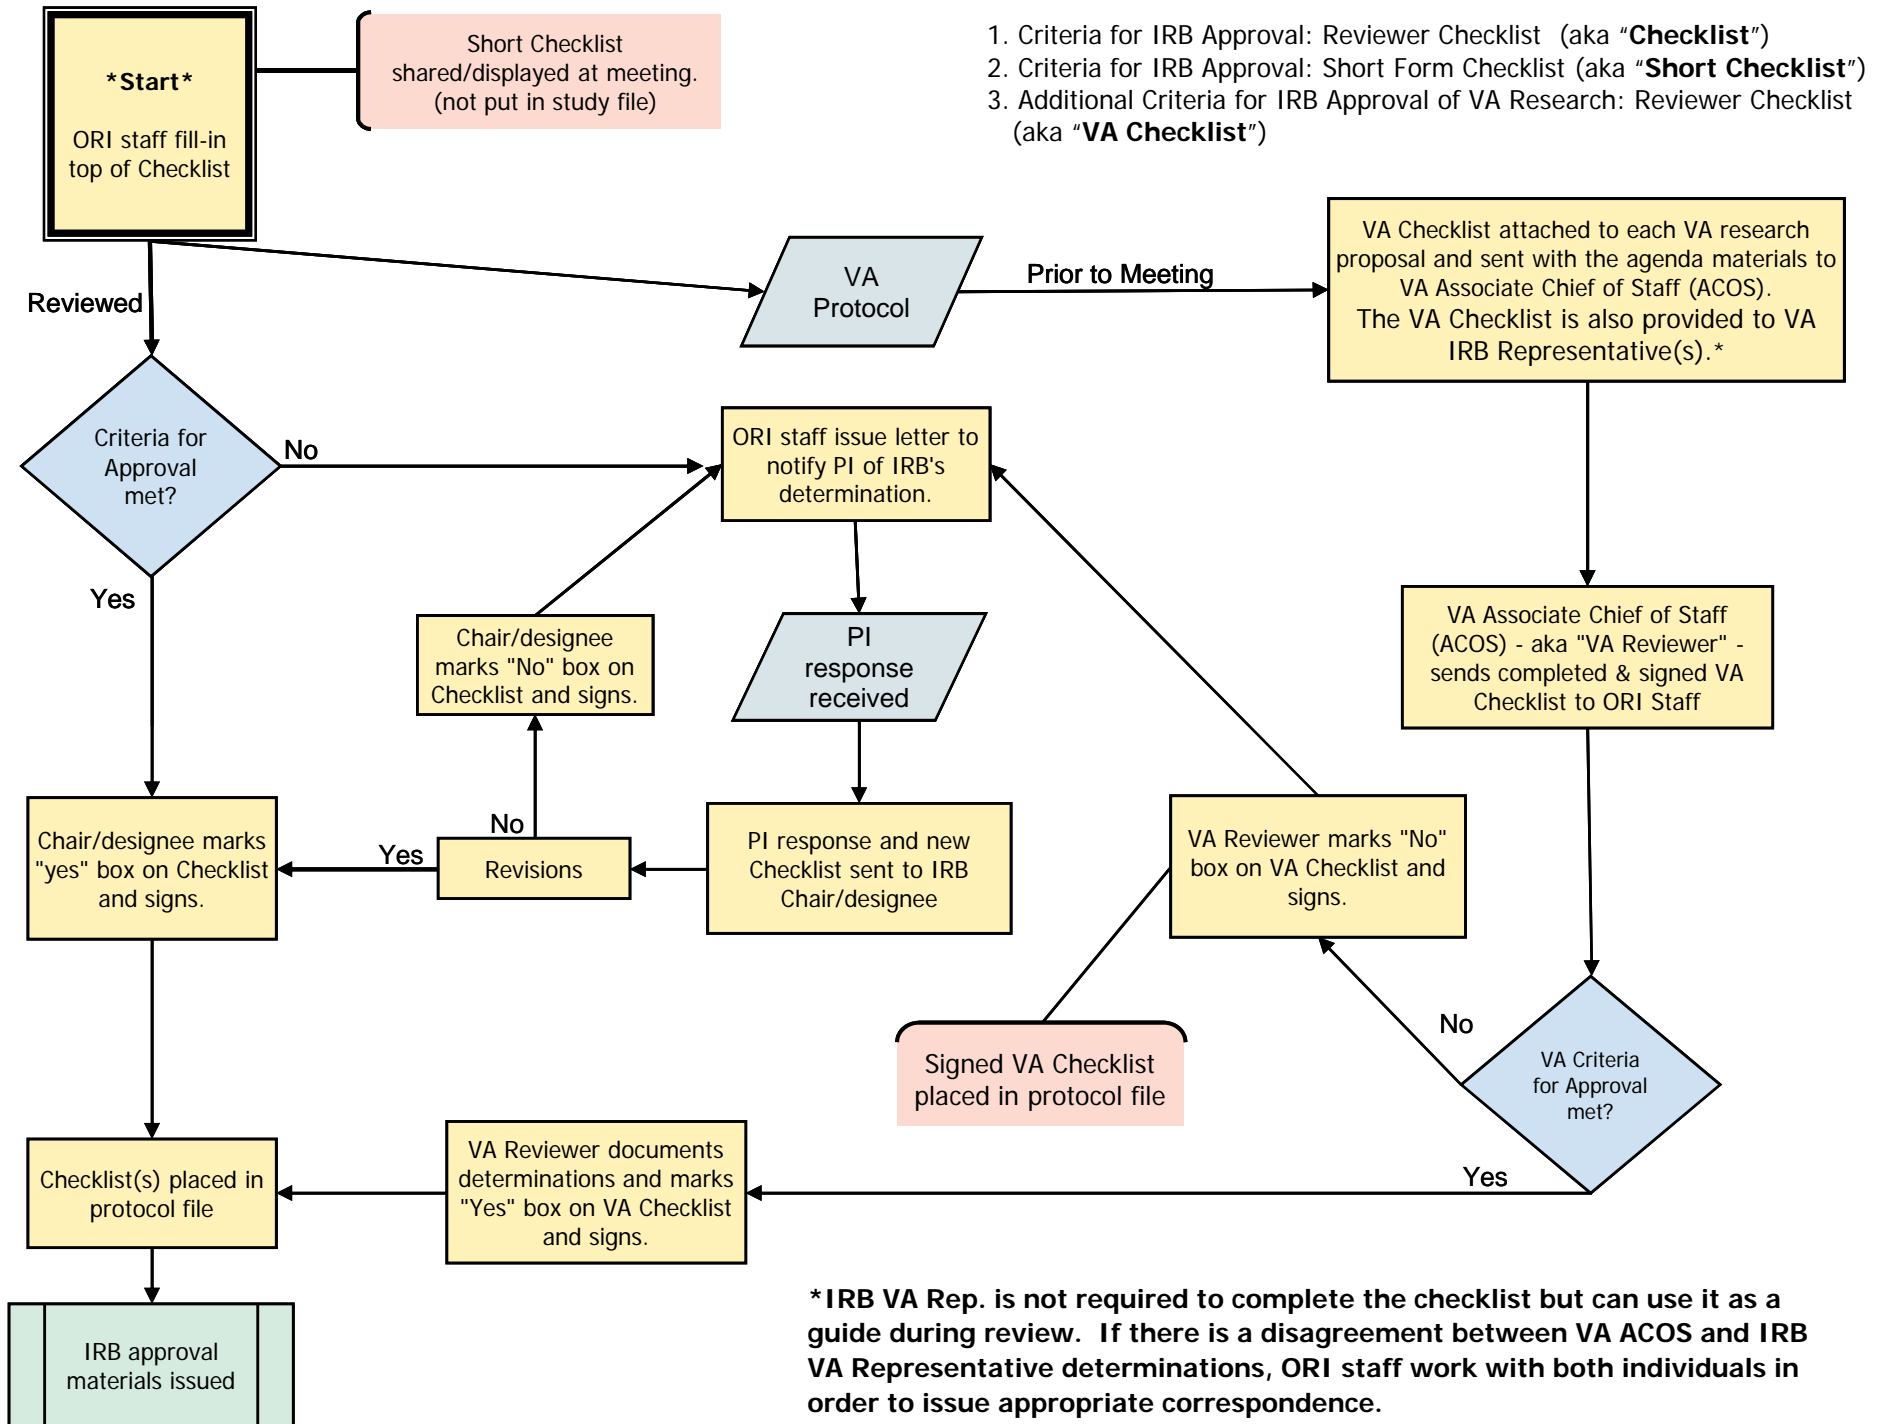 *Start*
ORI staff fill-in
top of Checklist
Short Checklist
shared/displayed at meeting.
(not put in study file)
1. Criteria for IRB Approval: Reviewer Checklist  (aka “Checklist”)
2. Criteria for IRB Approval: Short Form Checklist (aka “Short Checklist”)
3. Additional Criteria for IRB Approval of VA Research: Reviewer Checklist
(aka “VA Checklist”)
Reviewed
VA
Protocol
Prior to Meeting
VA Checklist attached to each VA research
proposal and sent with the agenda materials to
VA Associate Chief of Staff (ACOS).
The VA Checklist is also provided to VA
IRB Representative(s).*
Criteria for
Approval
met?
No
ORI staff issue letter to
notify PI of IRB's
determination.
Yes
Chair/designee
marks "No" box on
Checklist and signs.
PI
response
received
VA Associate Chief of Staff
(ACOS) - aka "VA Reviewer" -
sends completed & signed VA
Checklist to ORI Staff
Chair/designee marks
"yes" box on Checklist
and signs.
Yes
No
Revisions
PI response and new
Checklist sent to IRB
Chair/designee
VA Reviewer marks "No"
box on VA Checklist and
signs.
No
Signed VA Checklist
placed in protocol file
VA Criteria
for Approval
met?
Yes
Checklist(s) placed in
protocol file
VA Reviewer documents
determinations and marks
"Yes" box on VA Checklist
and signs.
IRB approval
materials issued
*IRB VA Rep. is not required to complete the checklist but can use it as a
guide during review.  If there is a disagreement between VA ACOS and IRB
VA Representative determinations, ORI staff work with both individuals in
order to issue appropriate correspondence.